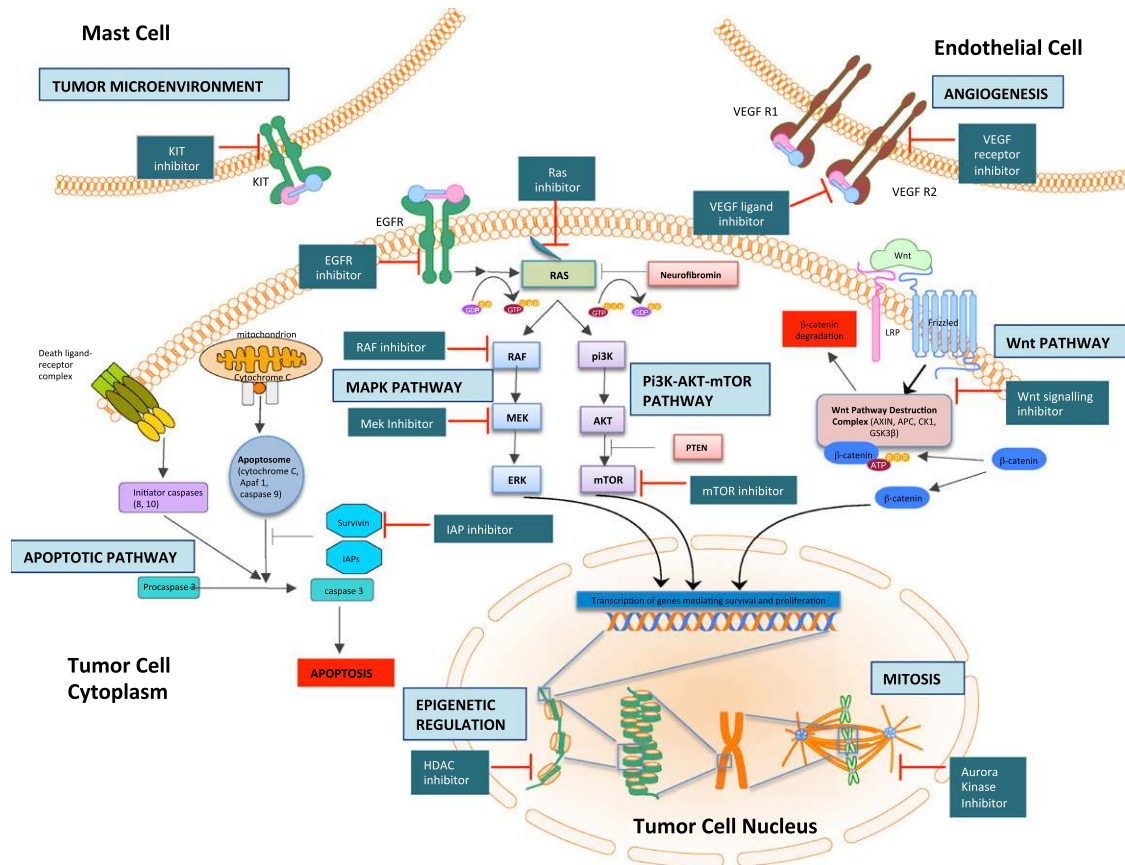 Mast Cell
TUMOR MICROENVIRONMENT
KIT
inhibitor
KIT
Endothelial Cell
ANGIOGENESIS
VEGF R1
VEGF
receptor
inhibitor
VEGF R2
VEGF ligand
inhibitor
Ras
inhibitor
EGFR
EGFR
inhibitor
RAS
Neurofibromin
GDP
P P
GTP
P P P
GTP
P P P
GDP
P P
Wnt
LRP
Frizzled
β-catenin
degradation
Wnt PATHWAY
Wnt signalling
inhibitor
Wnt Pathway Destruction
Complex (AXIN, APC, CK1,
GSK3β)
β-catenin
ATP
P P P
β-catenin
β-catenin
RAF inhibitor
RAF
MAPK PATHWAY
Mek Inhibitor
MEK
ERK
pi3K
Pi3K-AKT-mTOR
PATHWAY
AKT
PTEN
mTOR
mTOR inhibitor
mitochondrion
Cytochrome C
Death ligand-
receptor
complex
Apoptosome
(cytochrome C,
Apaf 1,
caspase 9)
Initiator caspases
(8, 10)
Survivin
IAP inhibitor
IAPs
APOPTOTIC PATHWAY
Procaspase 3
caspase 3
APOPTOSIS
Tumor Cell
Cytoplasm
Transcription of genes mediating survival and proliferation
EPIGENETIC
REGULATION
HDAC
inhibitor
MITOSIS
Aurora
Kinase
Inhibitor
Tumor Cell Nucleus